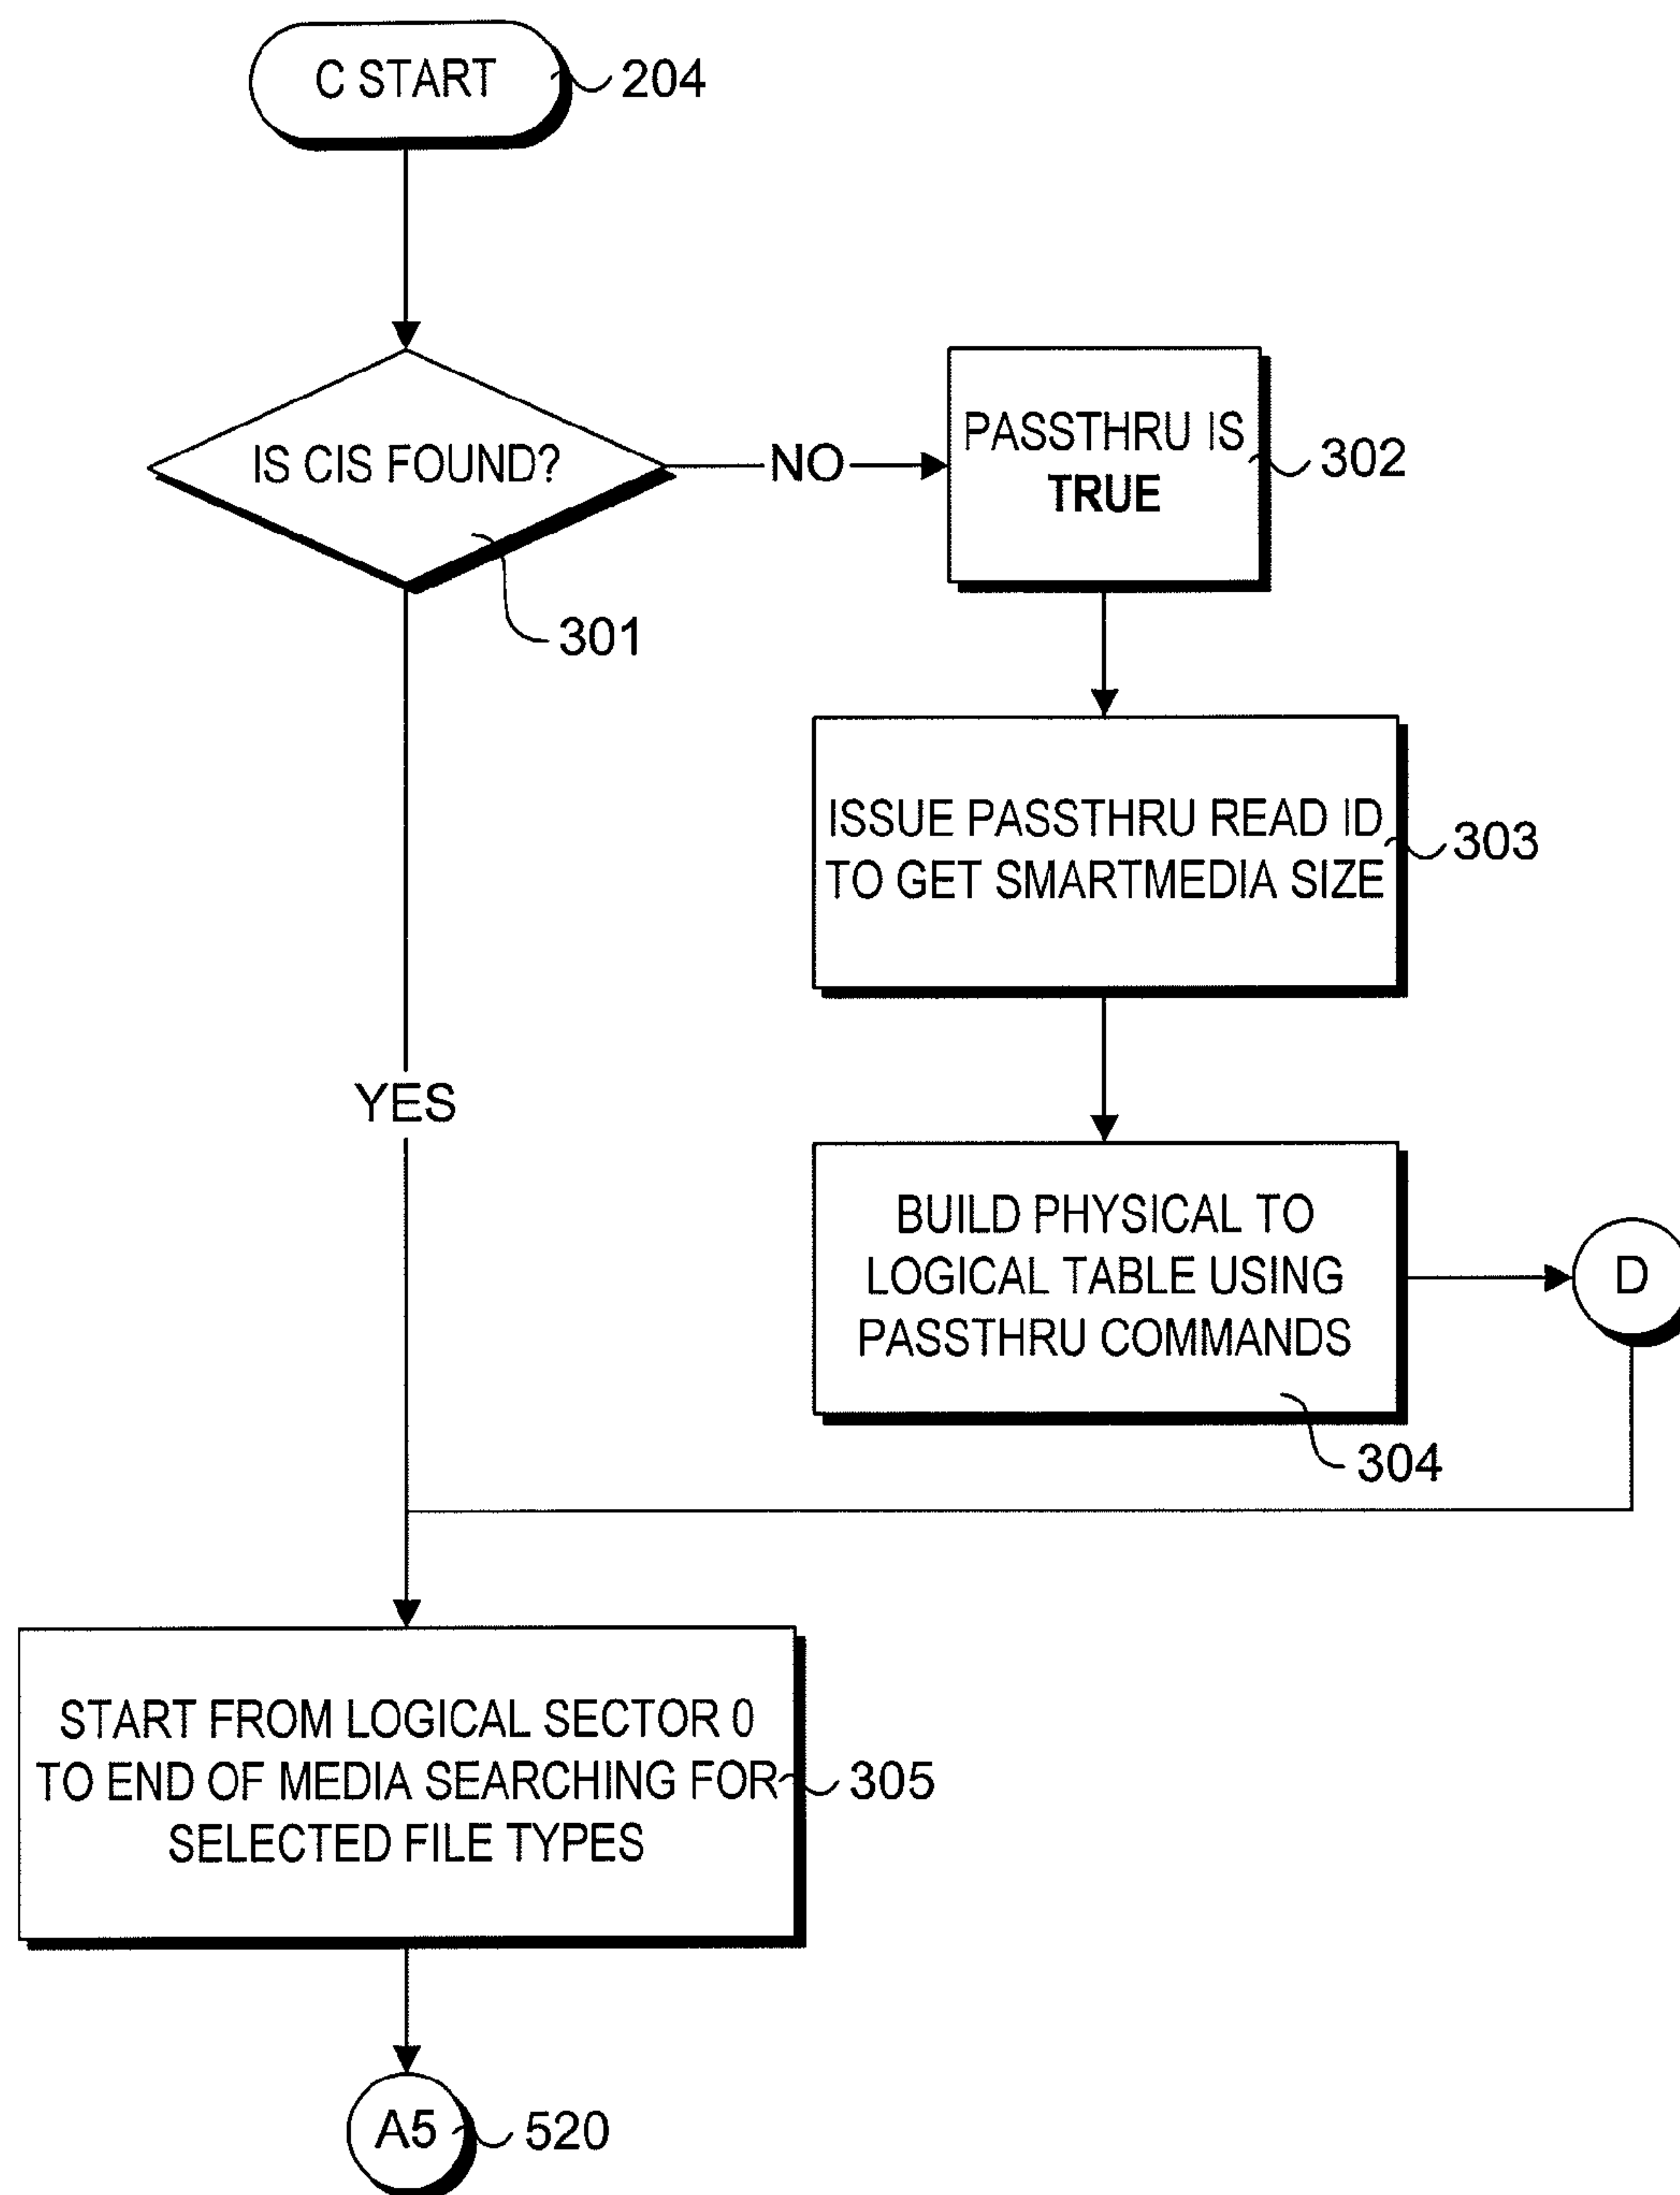 C START
204
IS CIS FOUND?
NO
PASSTHRU IS
TRUE
302
301
ISSUE PASSTHRU READ ID
TO GET SMARTMEDIA SIZE
303
YES
BUILD PHYSICAL TO
LOGICAL TABLE USING
PASSTHRU COMMANDS
D
304
START FROM LOGICAL SECTOR 0
TO END OF MEDIA SEARCHING FOR
SELECTED FILE TYPES
305
A5
520